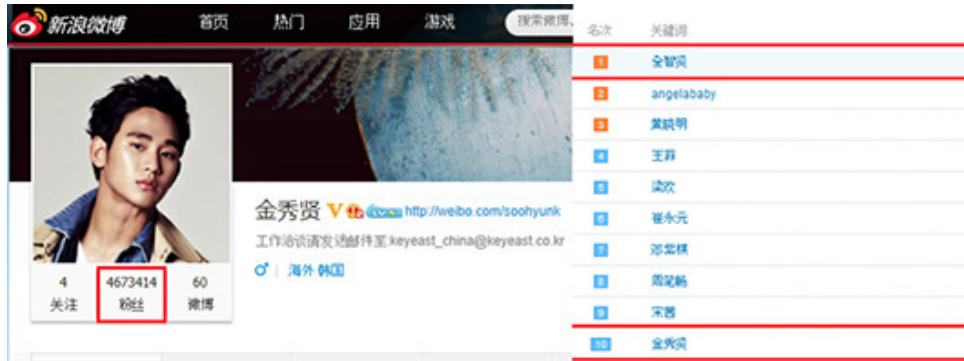 新浪微博 首页 热门 应用 游戏 搜索微博、
金秀贤 V http://weibo.com/soohyunk
工作洽谈请发送邮件至:keyeast_china@keyeast.co.kr
♂ | 海外 韩国
4 4673414 60
关注 粉丝 微博
名次 关键词
1 全智贤
2 angelababy
3 黄晓明
4 王菲
5 梁欢
6 崔永元
7 邓紫棋
8 周笔畅
9 宋茜
10 金秀贤